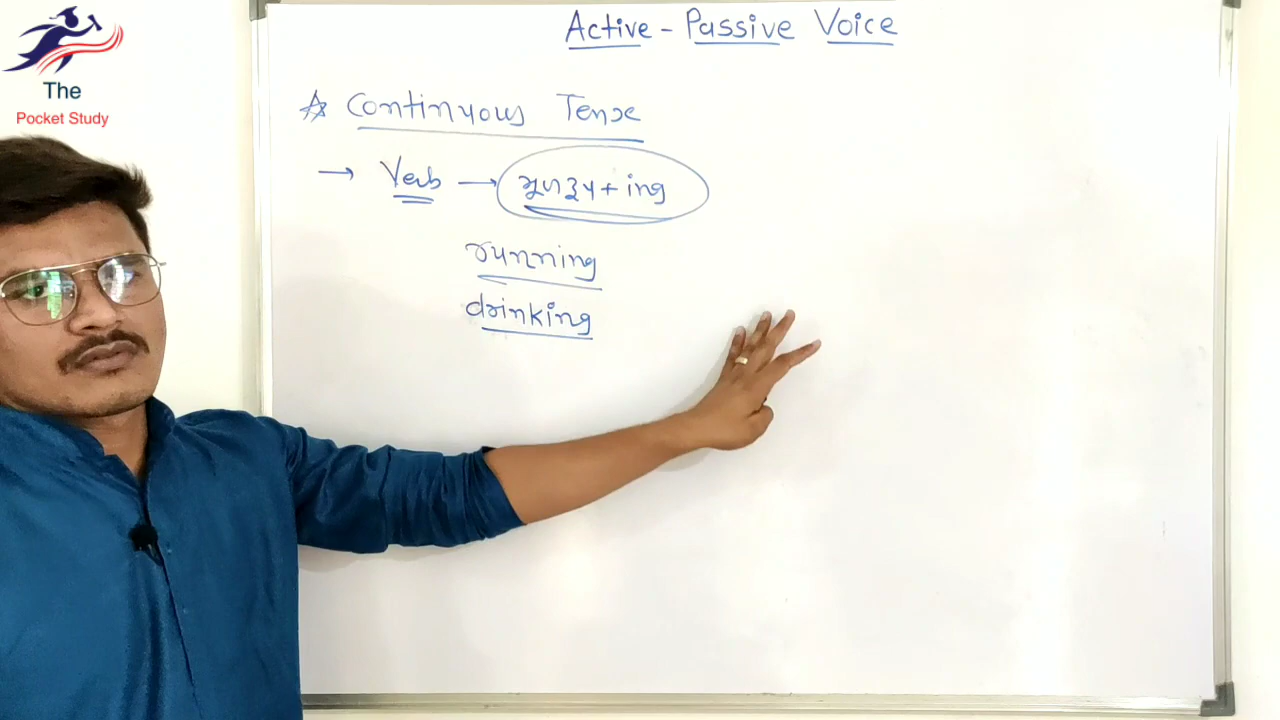 The
Pocket Study
Active - Passive Voice
☆ Continuous Tense
→ Verb → મૂળરૂપ + ing
running
drinking